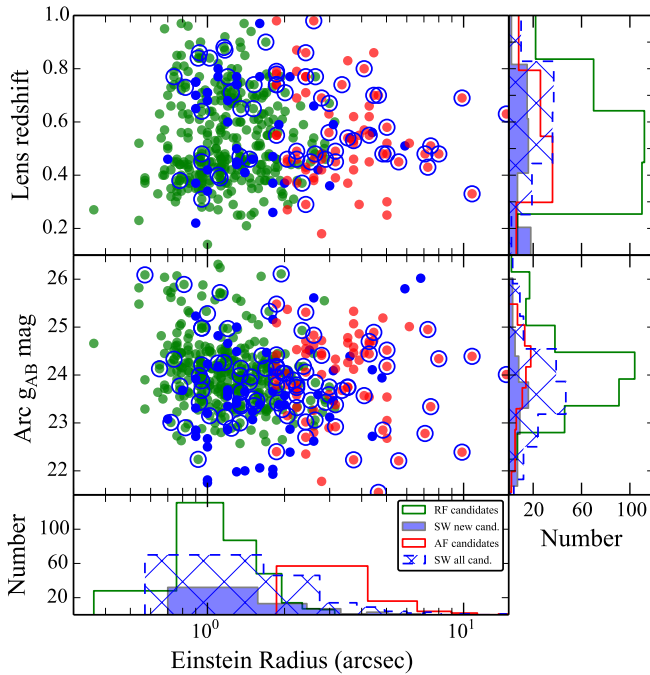 1.0
0.8
0.6
0.4
0.2
Lens redshift
26
25
24
23
22
Arc g_AB mag
20 60 100
Number
100
60
20
Number
RF candidates
SW new cand.
AF candidates
SW all cand.
10^0 10^1
Einstein Radius (arcsec)